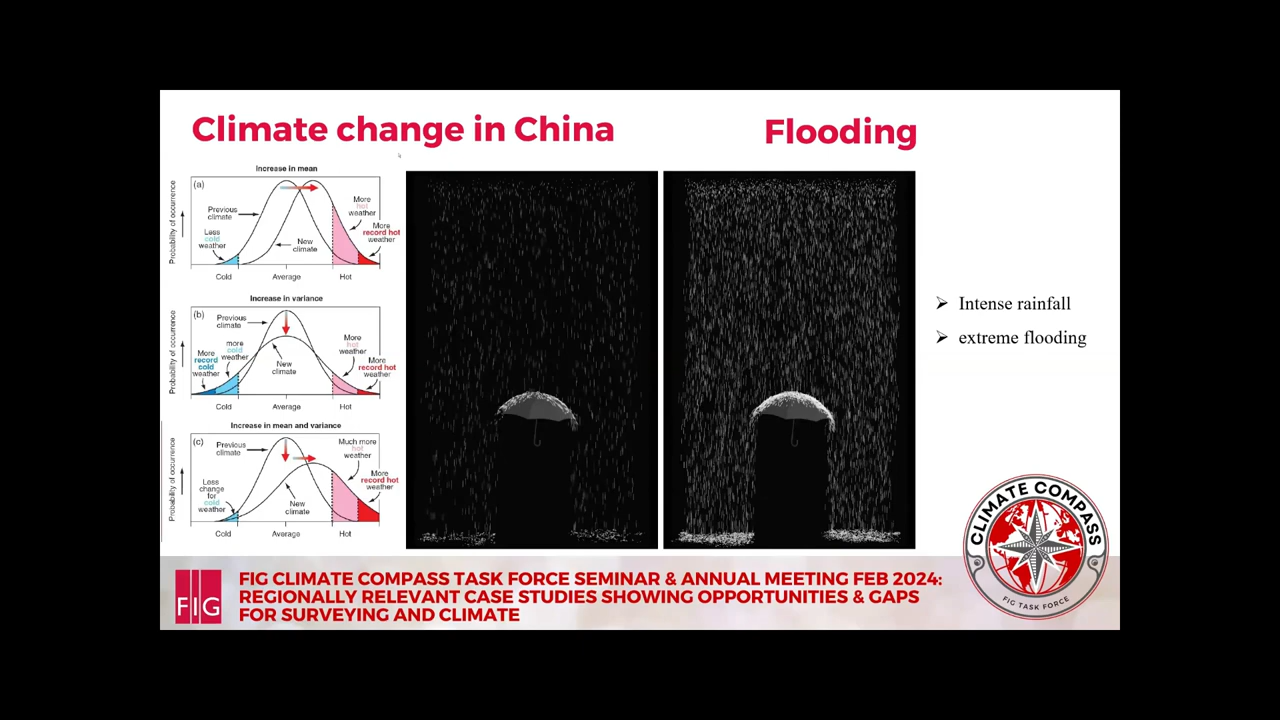 Climate change in China
Flooding
Increase in mean
(a)
Probability of occurrence
Previous
climate
Less
cold
weather
New
climate
More
hot
weather
More
record hot
weather
Cold
Average
Hot
Increase in variance
(b)
Probability of occurrence
Previous
climate
More
record
cold
weather
more
cold
weather
New
climate
More
hot
weather
More
record hot
weather
Cold
Average
Hot
Increase in mean and variance
(c)
Probability of occurrence
Previous
climate
Less
change
for
cold
weather
New
climate
Much more
hot
weather
More
record hot
weather
Cold
Average
Hot
Intense rainfall
extreme flooding
CLIMATE COMPASS
FIG TASK FORCE
FIG
FIG CLIMATE COMPASS TASK FORCE SEMINAR & ANNUAL MEETING FEB 2024:
REGIONALLY RELEVANT CASE STUDIES SHOWING OPPORTUNITIES & GAPS
FOR SURVEYING AND CLIMATE